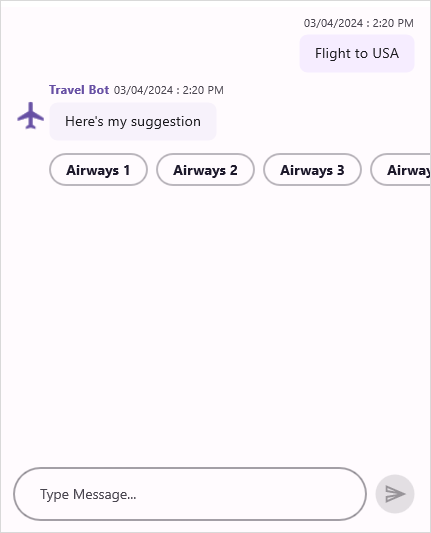 03/04/2024 : 2:20 PM
Flight to USA
Travel Bot 03/04/2024 : 2:20 PM
Here's my suggestion
Airways 1 Airways 2 Airways 3 Airway
Type Message...